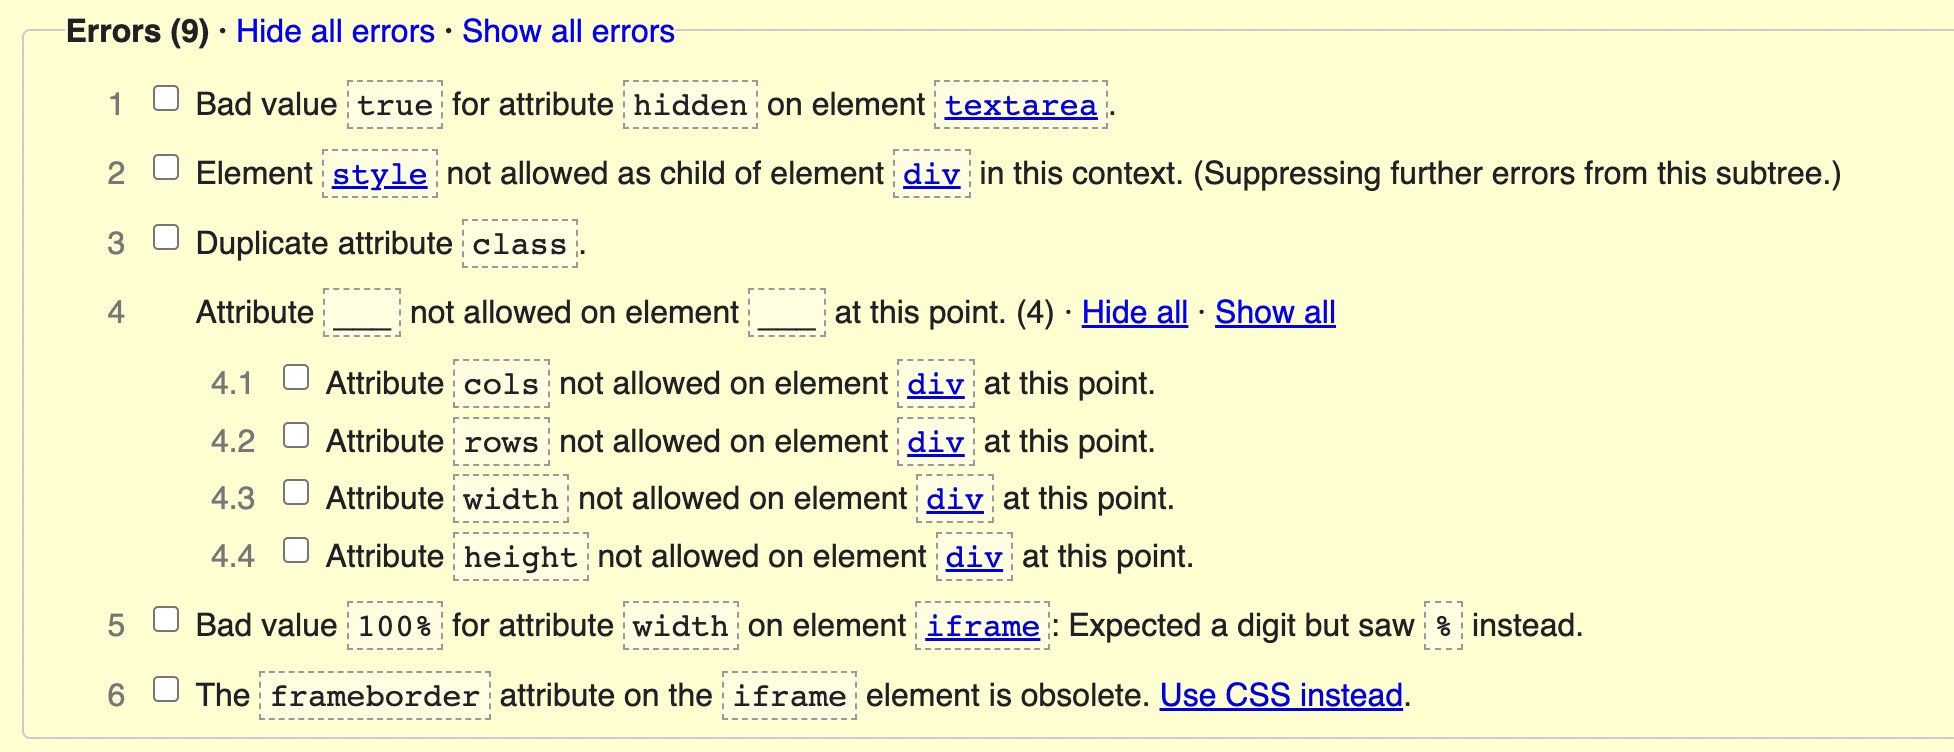 Errors (9) · Hide all errors · Show all errors
1 Bad value true for attribute hidden on element textarea.
2 Element style not allowed as child of element div in this context. (Suppressing further errors from this subtree.)
3 Duplicate attribute class.
4 Attribute ___ not allowed on element ___ at this point. (4) · Hide all · Show all
4.1 Attribute cols not allowed on element div at this point.
4.2 Attribute rows not allowed on element div at this point.
4.3 Attribute width not allowed on element div at this point.
4.4 Attribute height not allowed on element div at this point.
5 Bad value 100% for attribute width on element iframe: Expected a digit but saw % instead.
6 The frameborder attribute on the iframe element is obsolete. Use CSS instead.